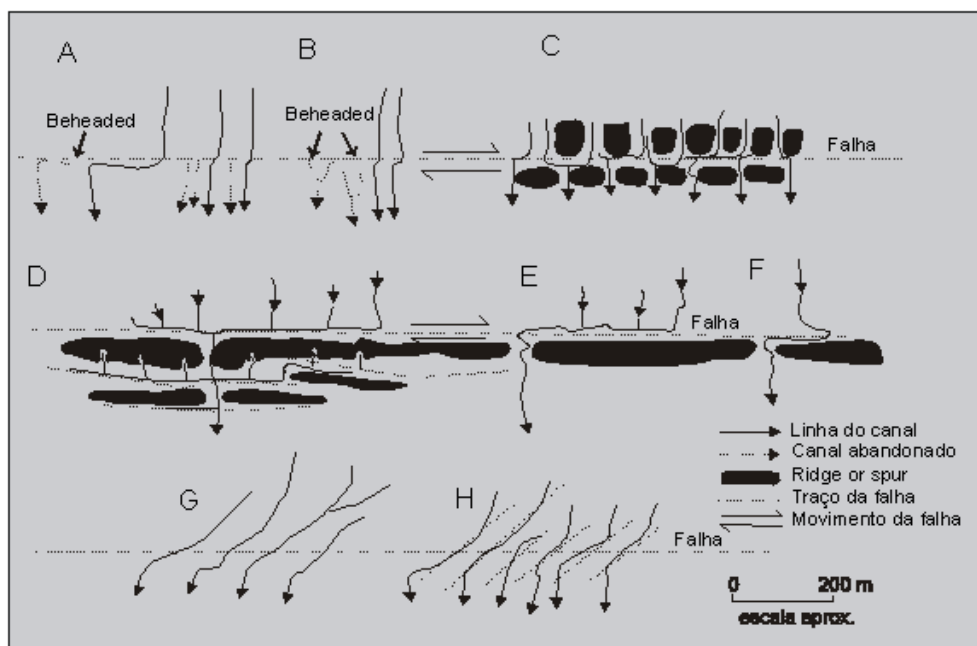 A
B
C
Beheaded
Beheaded
Falha
D
E
F
Falha
Linha do canal
Canal abandonado
Ridge or spur
Traço da falha
Movimento da falha
G
H
Falha
0 200 m
escala aprox.